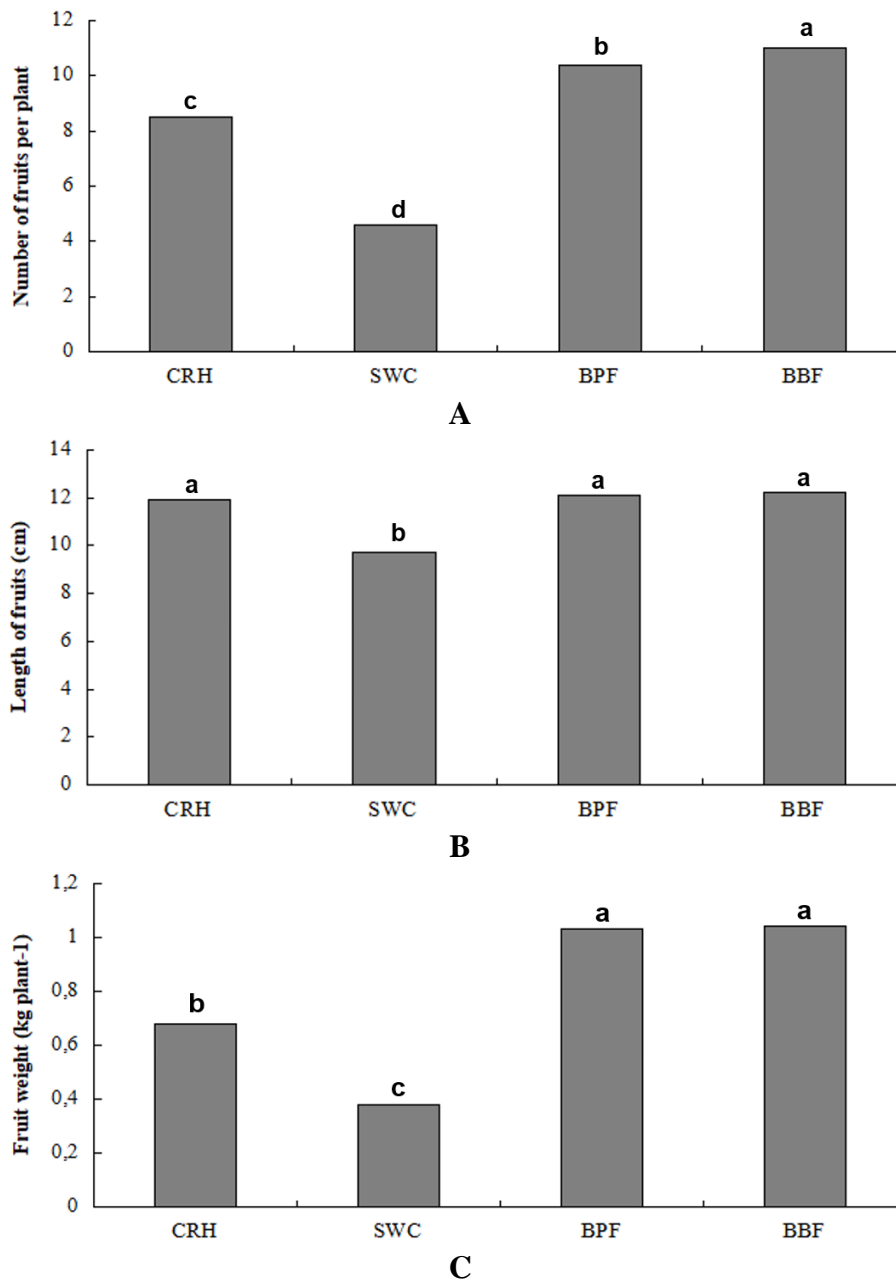 Number of fruits per plant
12
10
8
6
4
2
0
c
d
b
a
CRH SWC BPF BBF
A
Length of fruits (cm)
14
12
10
8
6
4
2
0
a
b
a
a
CRH SWC BPF BBF
B
Fruit weight (kg plant-1)
1,2
1
0,8
0,6
0,4
0,2
0
b
c
a
a
CRH SWC BPF BBF
C